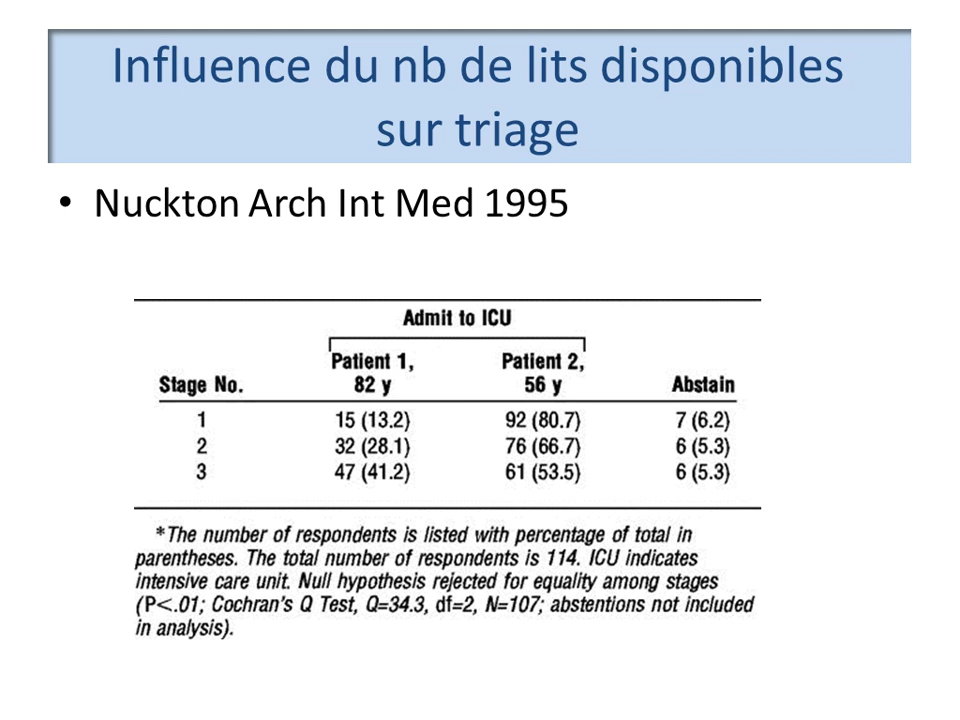 Influence du nb de lits disponibles
sur triage
• Nuckton Arch Int Med 1995
Admit to ICU
Stage No. Patient 1, 82 y Patient 2, 56 y Abstain
1 15 (13.2) 92 (80.7) 7 (6.2)
2 32 (28.1) 76 (66.7) 6 (5.3)
3 47 (41.2) 61 (53.5) 6 (5.3)
*The number of respondents is listed with percentage of total in
parentheses. The total number of respondents is 114. ICU indicates
intensive care unit. Null hypothesis rejected for equality among stages
(P<.01; Cochran's Q Test, Q=34.3, df=2, N=107; abstentions not included
in analysis).